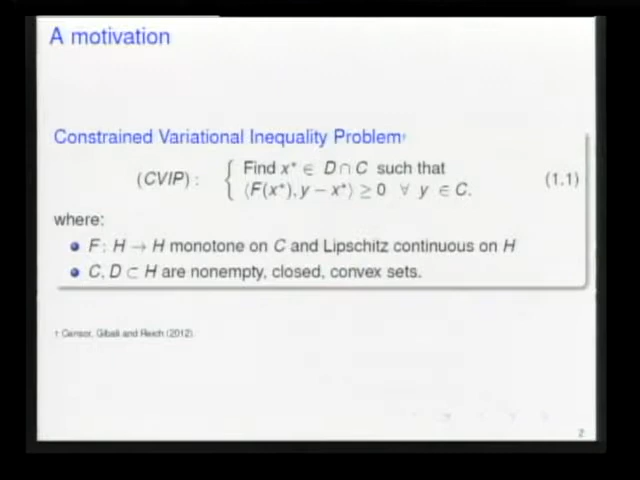 A motivation
Constrained Variational Inequality Problem†
(CVIP) : { Find x* ∈ D ∩ C such that
⟨F(x*), y − x*⟩ ≥ 0 ∀ y ∈ C. (1.1)
where:
• F : H → H monotone on C and Lipschitz continuous on H
• C, D ⊂ H are nonempty, closed, convex sets.
† Censor, Gibali and Reich (2012).
2